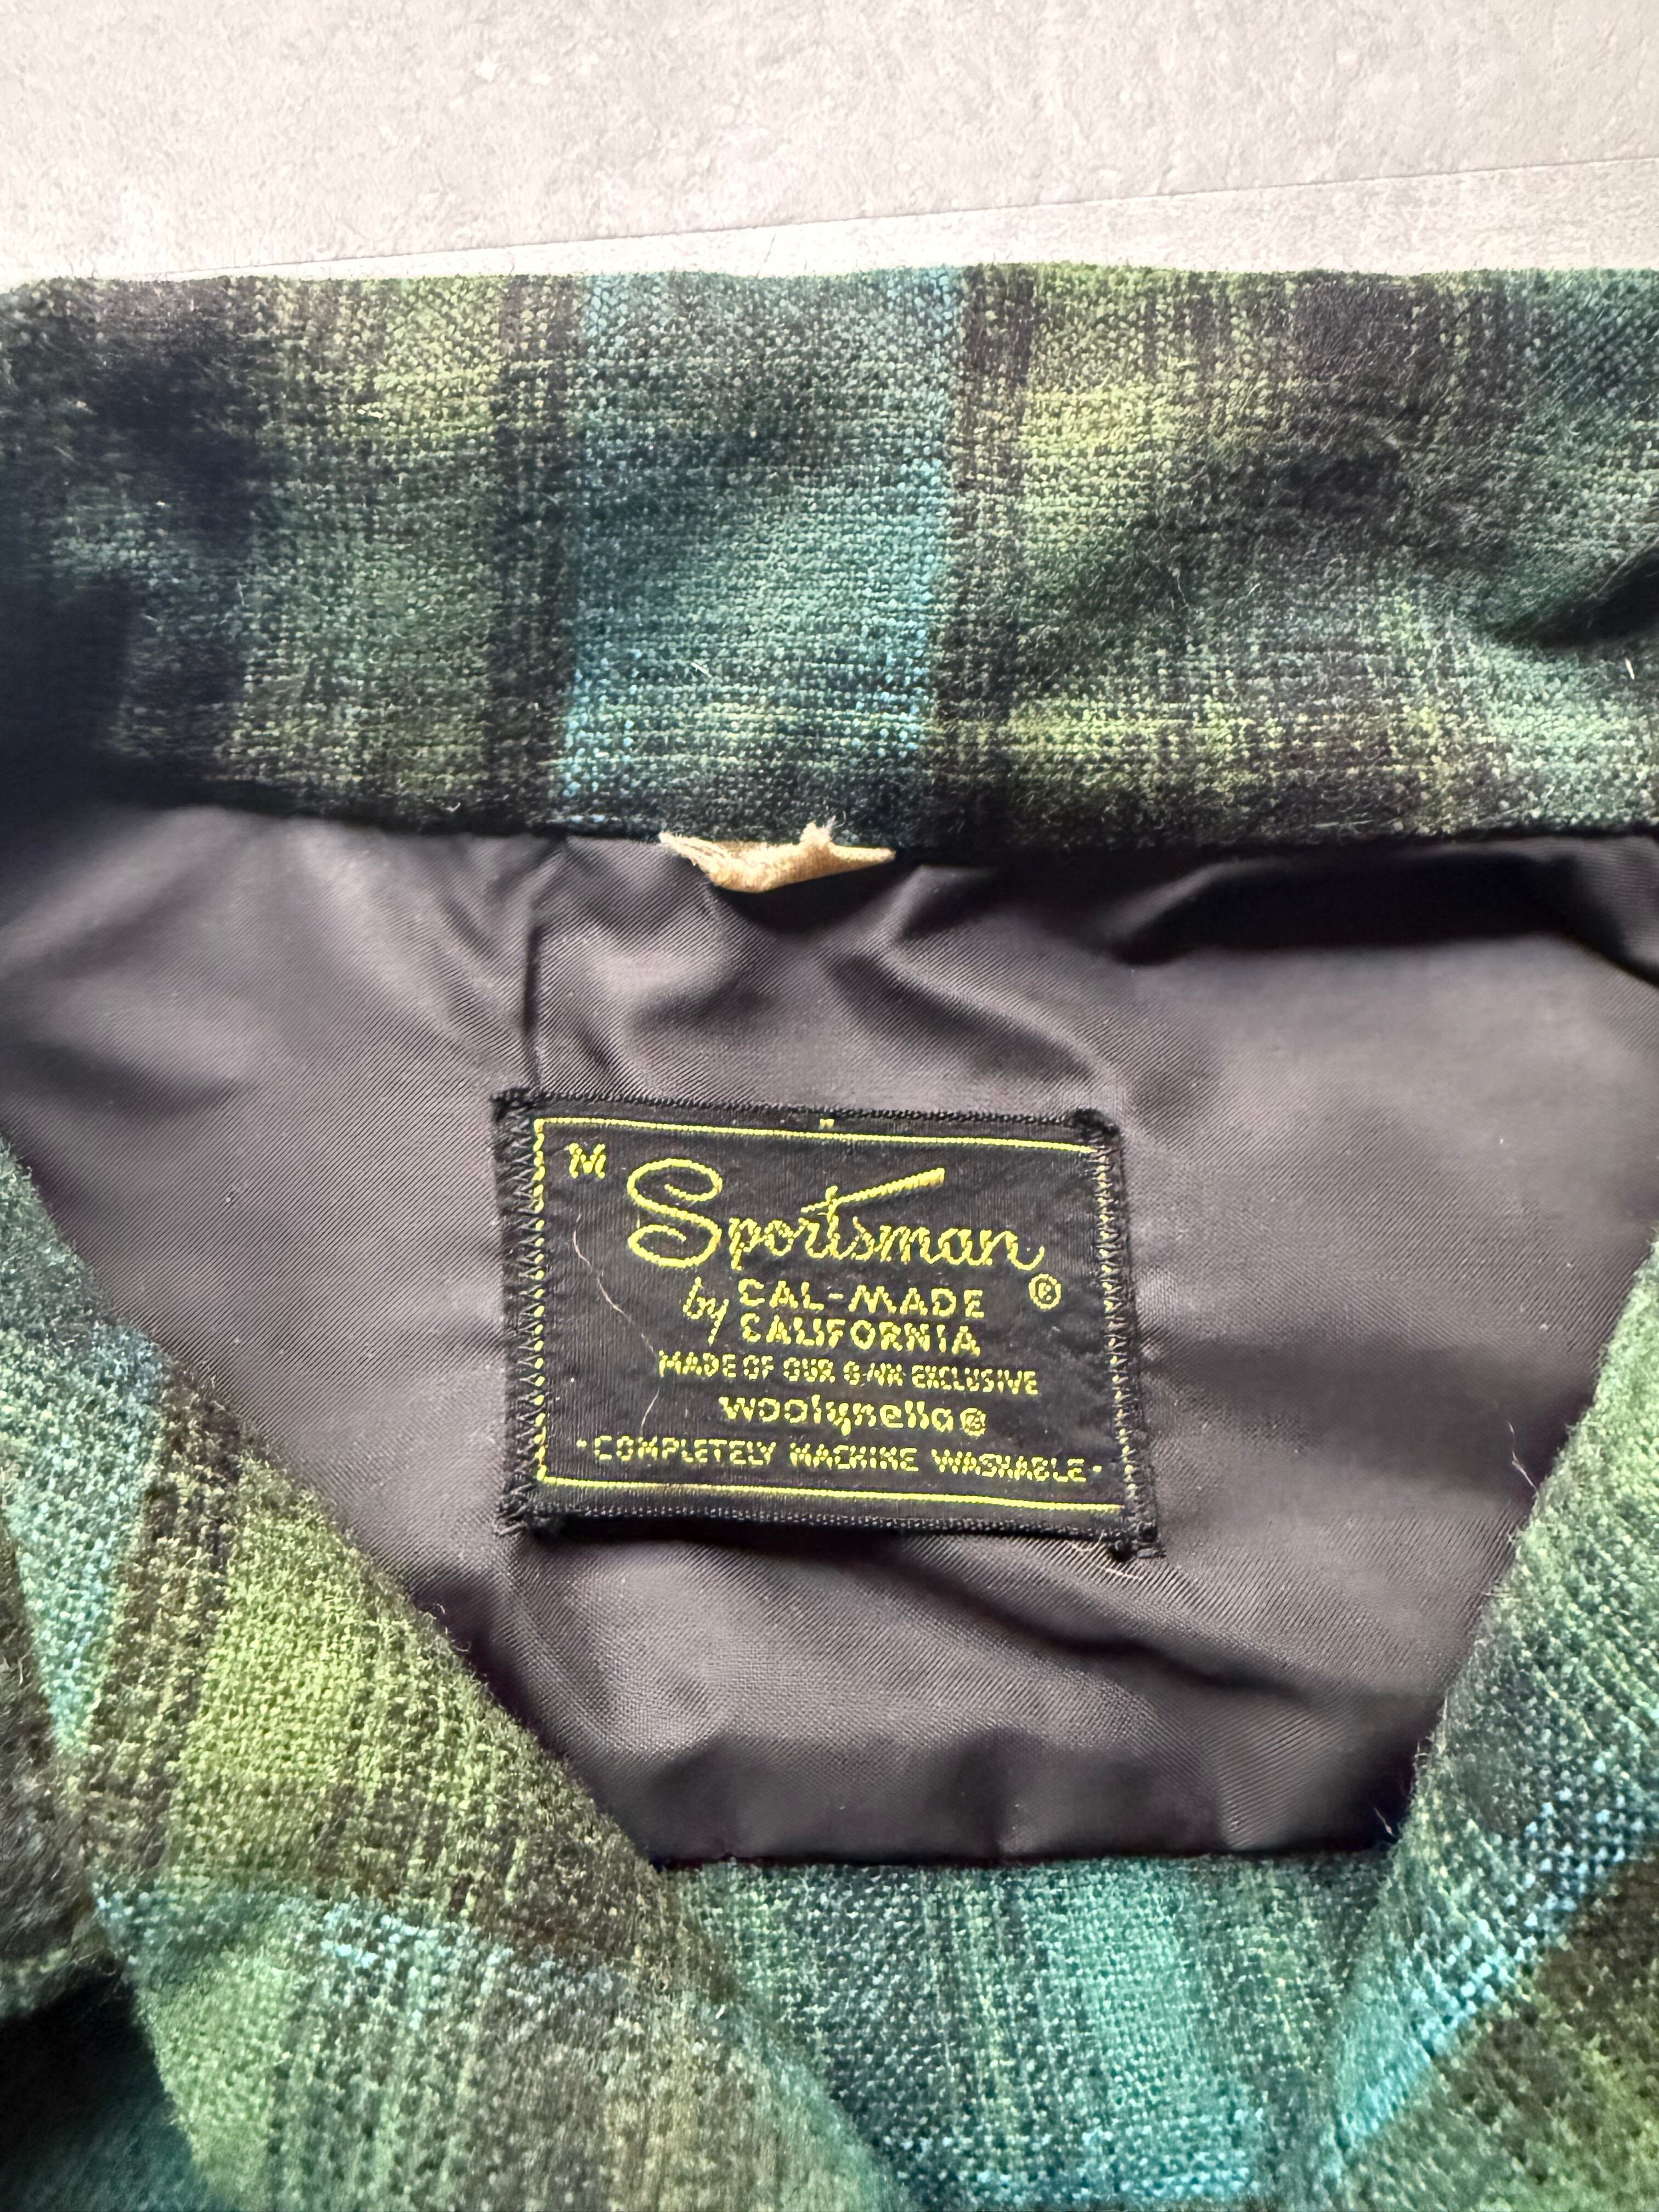 M
Sportsman ®
by CAL-MADE
CALIFORNIA
MADE OF OUR OWN EXCLUSIVE
woolynella®
·COMPLETELY MACHINE WASHABLE·